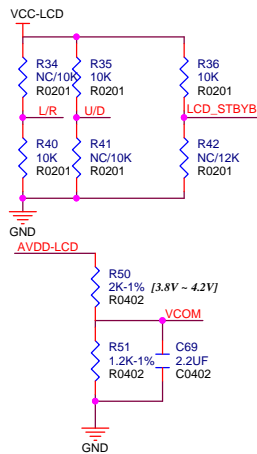 VCC-LCD
R34
NC/10K
R0201
R35
10K
R0201
R36
10K
R0201
L/R
U/D
LCD_STBYB
R40
10K
R0201
R41
NC/10K
R0201
R42
NC/12K
R0201
GND
AVDD-LCD
R50
2K-1% [3.8V ~ 4.2V]
R0402
VCOM
R51
1.2K-1%
R0402
C69
2.2UF
C0402
GND